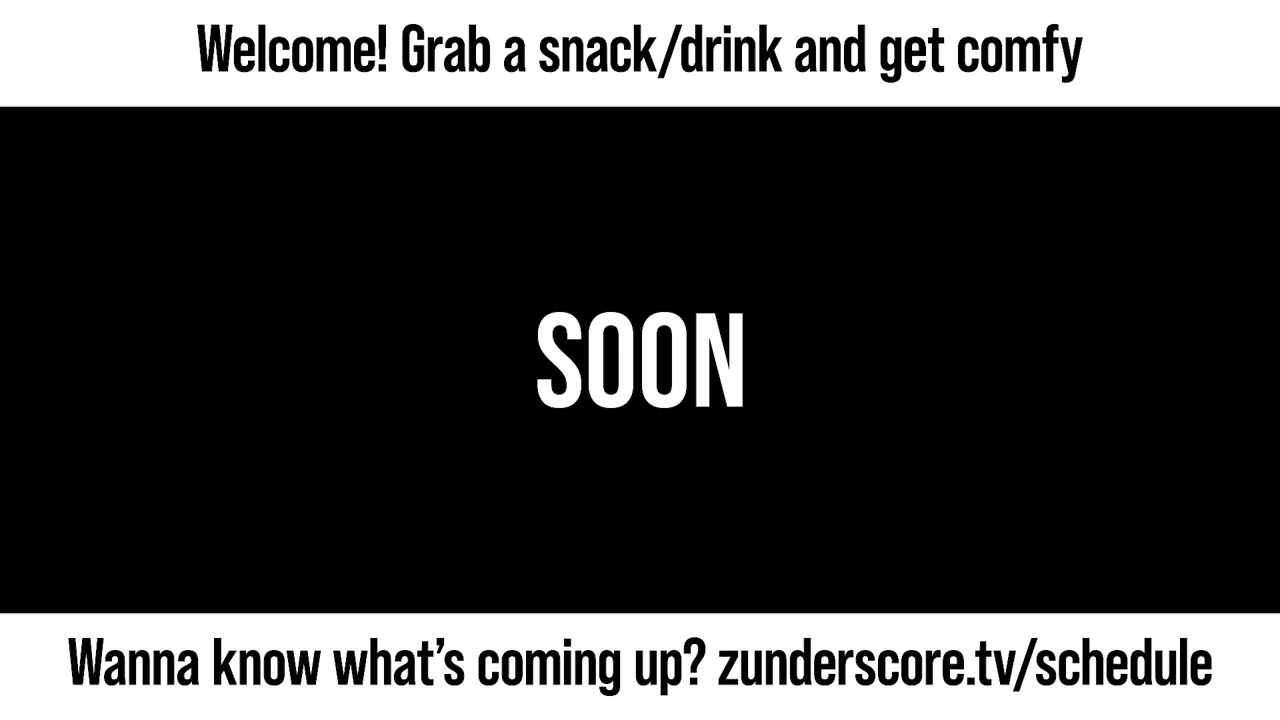 Welcome! Grab a snack/drink and get comfy
SOON
Wanna know what’s coming up? zunderscore.tv/schedule